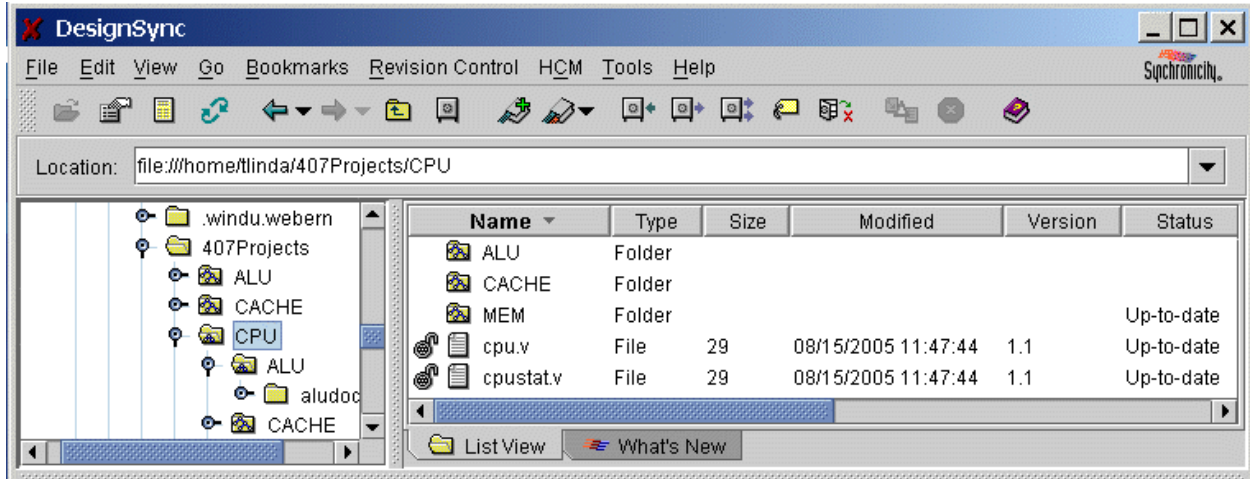 DesignSync
File Edit View Go Bookmarks Revision Control HCM Tools Help
Synchronicity
Location: file:///home/tlinda/407Projects/CPU
.windu.webern
407Projects
ALU
CACHE
CPU
ALU
aludoc
CACHE
Name Type Size Modified Version Status
ALU Folder
CACHE Folder
MEM Folder Up-to-date
cpu.v File 29 08/15/2005 11:47:44 1.1 Up-to-date
cpustat.v File 29 08/15/2005 11:47:44 1.1 Up-to-date
List View What's New